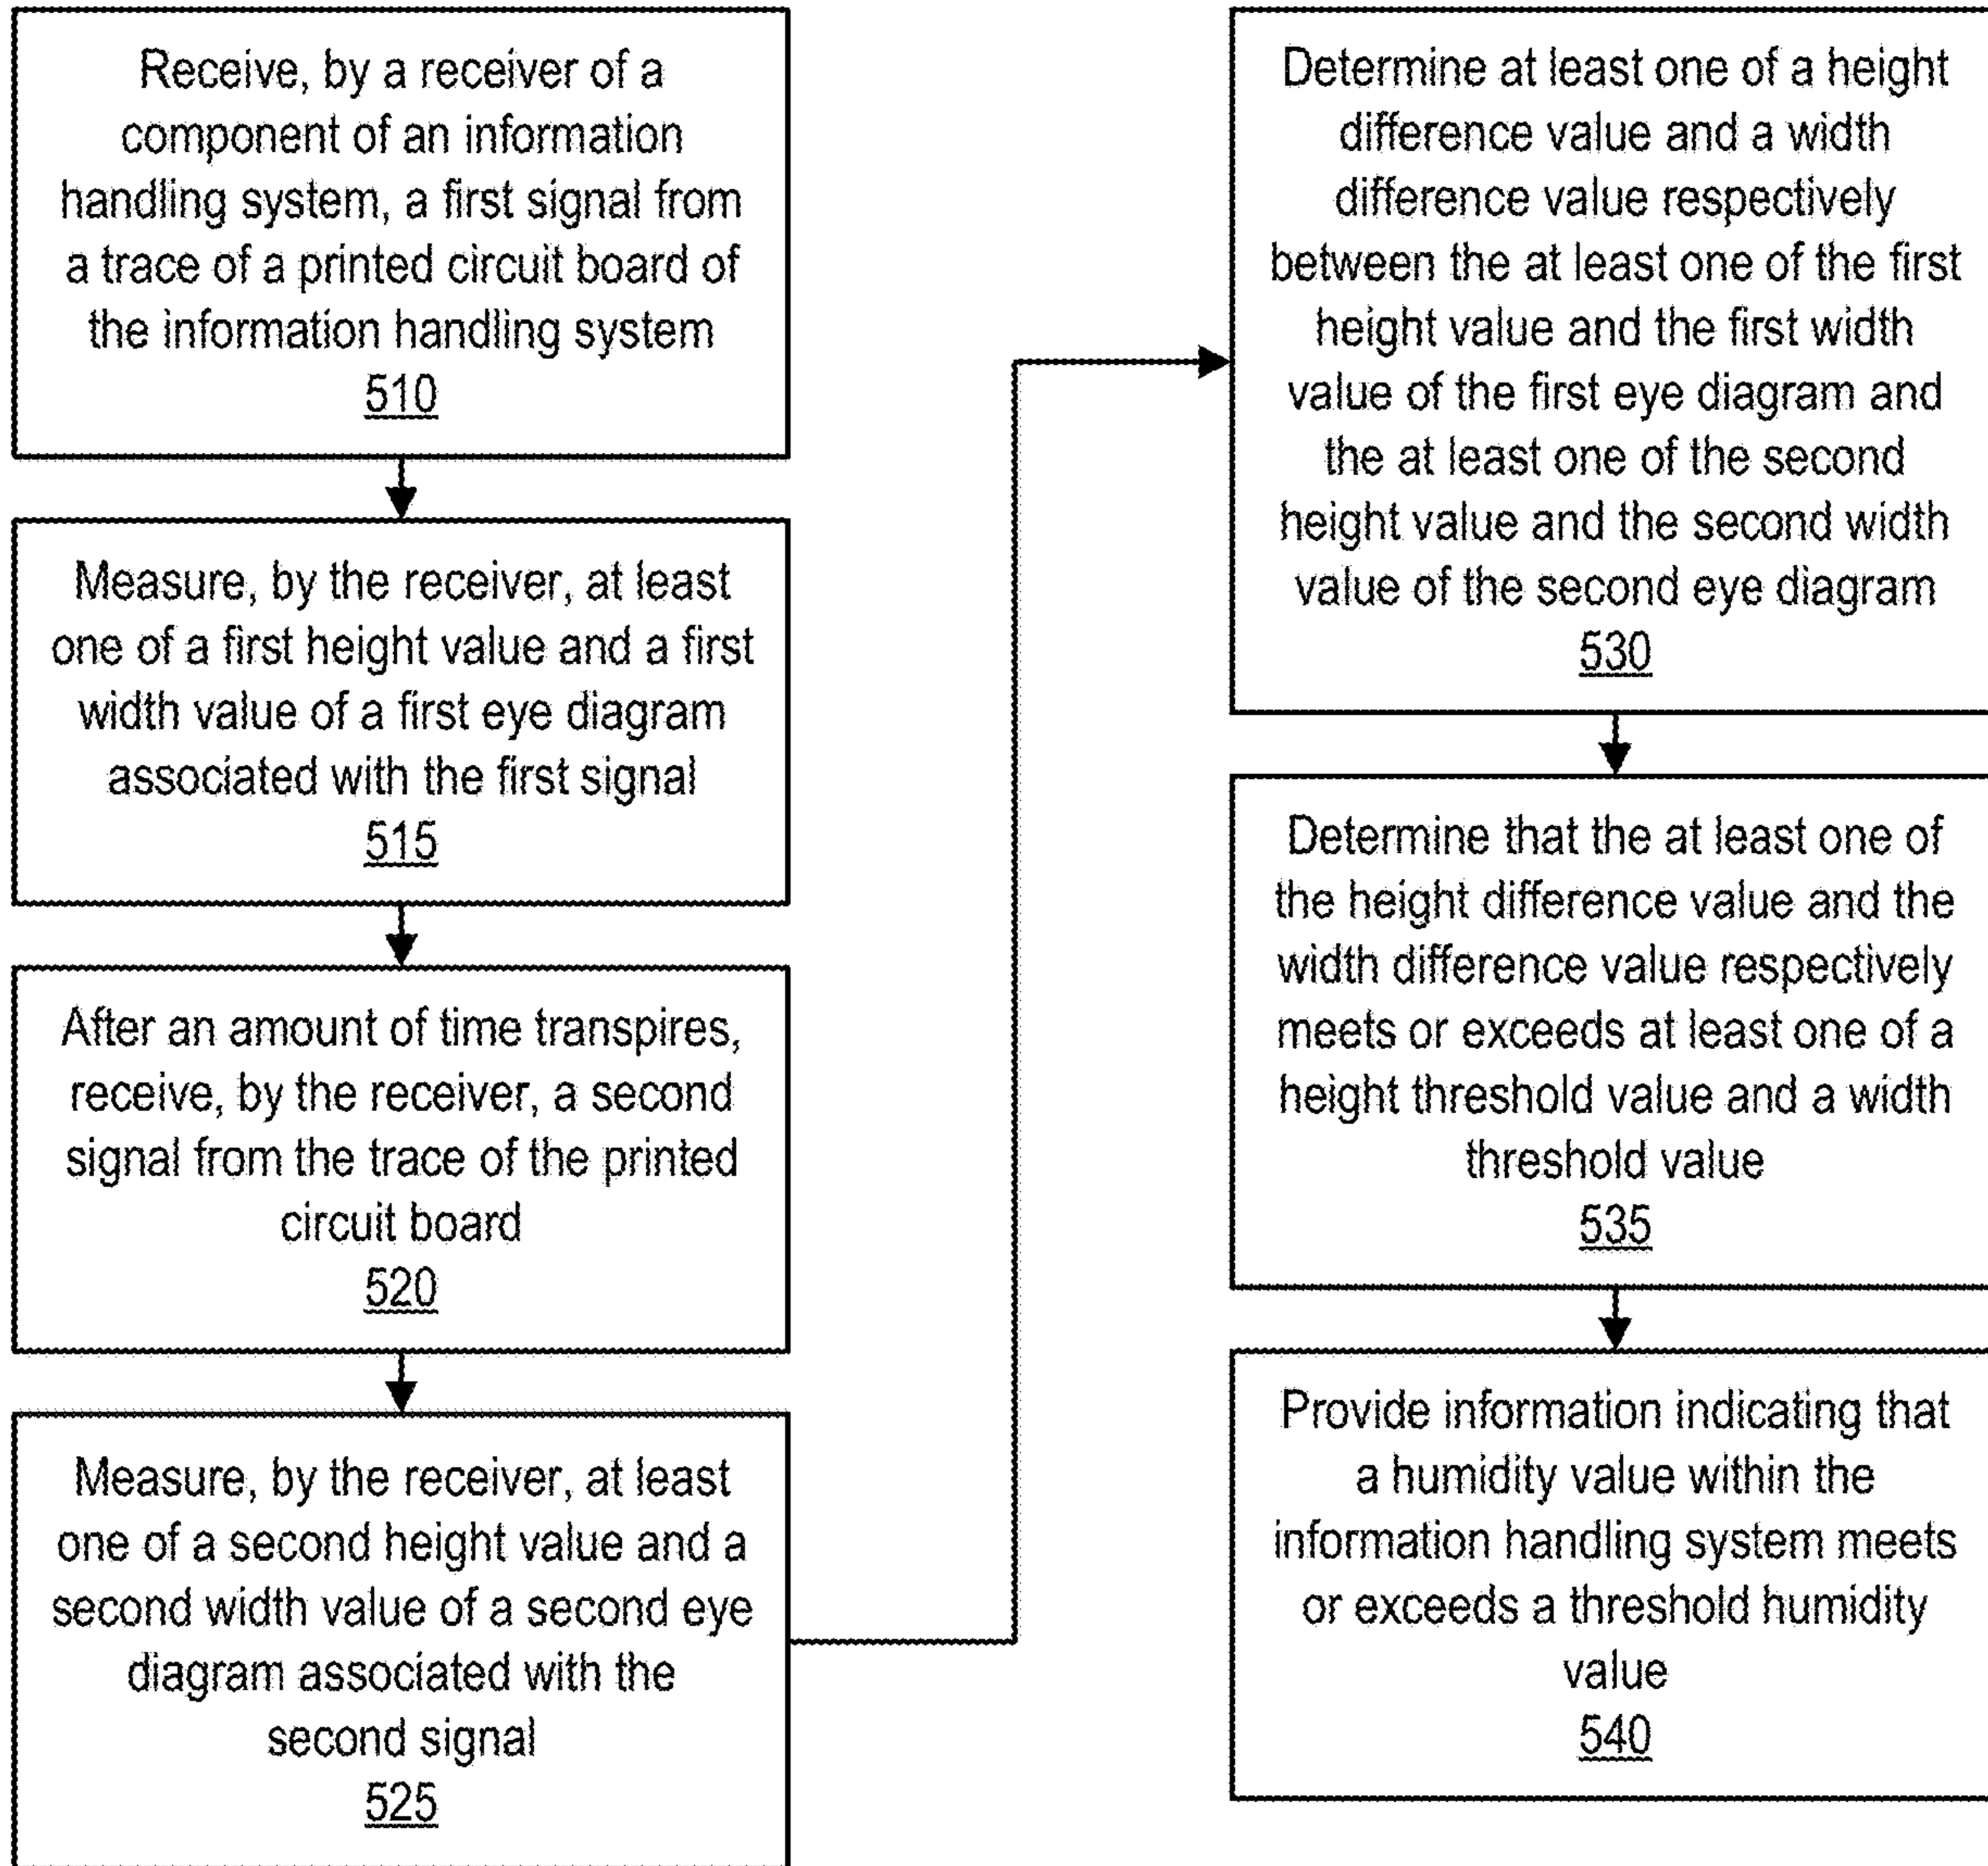 Receive, by a receiver of a
component of an information
handling system, a first signal from
a trace of a printed circuit board of
the information handling system
510
Measure, by the receiver, at least
one of a first height value and a first
width value of a first eye diagram
associated with the first signal
515
After an amount of time transpires,
receive, by the receiver, a second
signal from the trace of the printed
circuit board
520
Measure, by the receiver, at least
one of a second height value and a
second width value of a second eye
diagram associated with the
second signal
525
Determine at least one of a height
difference value and a width
difference value respectively
between the at least one of the first
height value and the first width
value of the first eye diagram and
the at least one of the second
height value and the second width
value of the second eye diagram
530
Determine that the at least one of
the height difference value and the
width difference value respectively
meets or exceeds at least one of a
height threshold value and a width
threshold value
535
Provide information indicating that
a humidity value within the
information handling system meets
or exceeds a threshold humidity
value
540